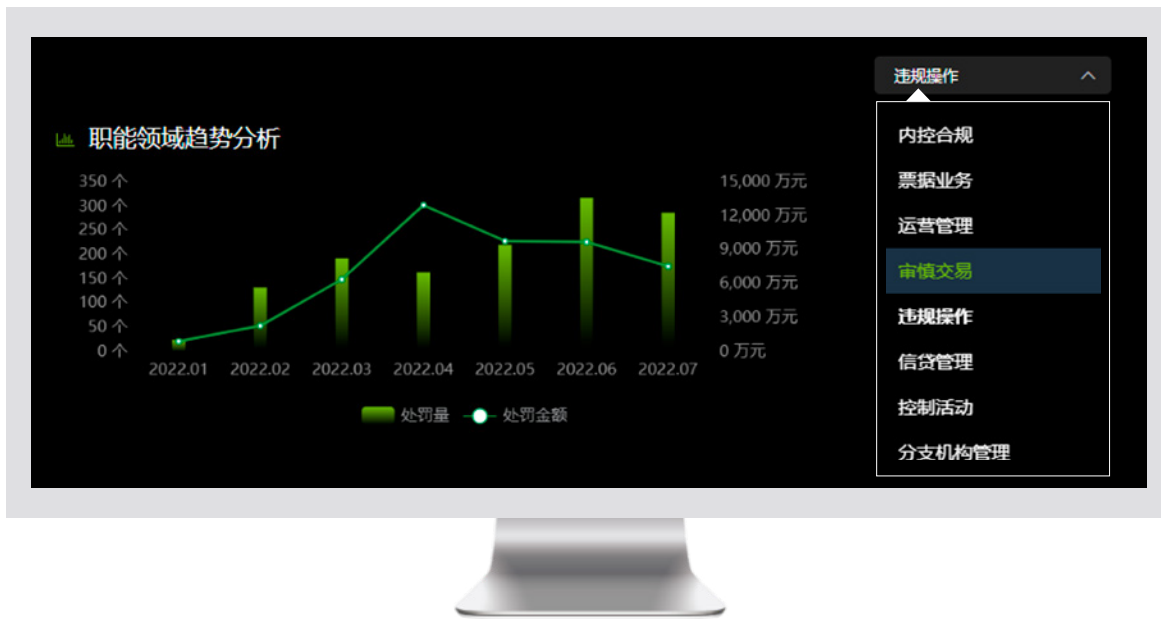 违规操作
职能领域趋势分析
350 个
300 个
250 个
200 个
150 个
100 个
50 个
0 个
15,000 万元
12,000 万元
9,000 万元
6,000 万元
3,000 万元
0 万元
2022.01 2022.02 2022.03 2022.04 2022.05 2022.06 2022.07
处罚量 处罚金额
内控合规
票据业务
运营管理
审慎交易
违规操作
信贷管理
控制活动
分支机构管理